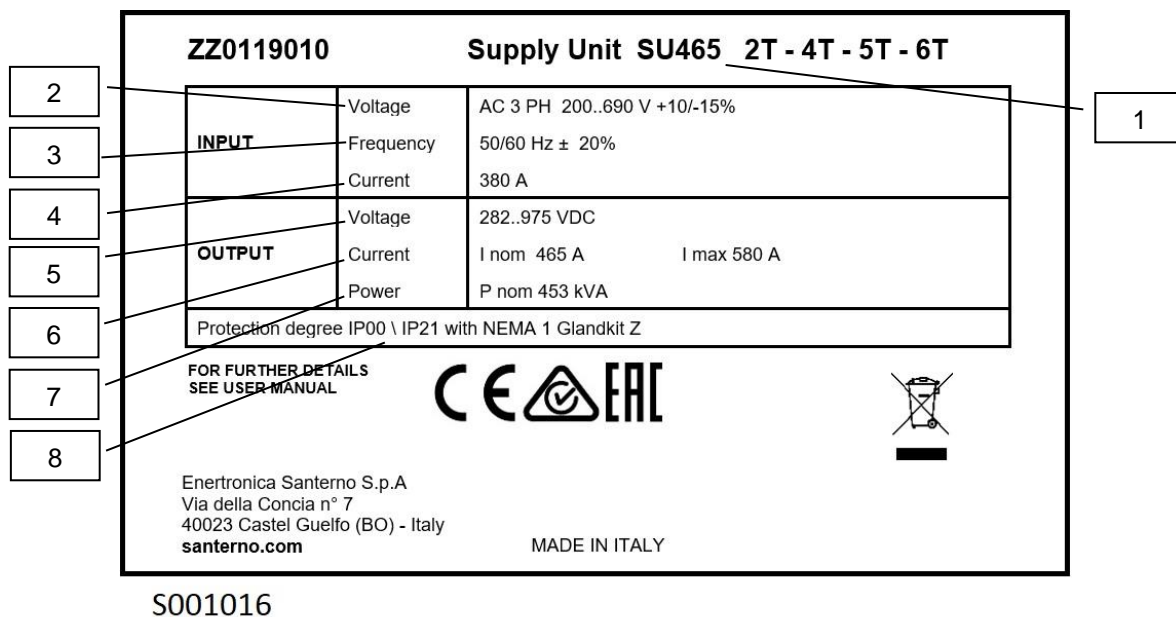 ZZ0119010 Supply Unit SU465 2T - 4T - 5T - 6T
1
2
3
4
5
6
7
8
INPUT
Voltage AC 3 PH 200..690 V +10/-15%
Frequency 50/60 Hz ± 20%
Current 380 A
OUTPUT
Voltage 282..975 VDC
Current I nom 465 A I max 580 A
Power P nom 453 kVA
Protection degree IP00 \ IP21 with NEMA 1 Glandkit Z
FOR FURTHER DETAILS
SEE USER MANUAL
CE EAC
Enertronica Santerno S.p.A
Via della Concia n° 7
40023 Castel Guelfo (BO) - Italy
santerno.com MADE IN ITALY
S001016